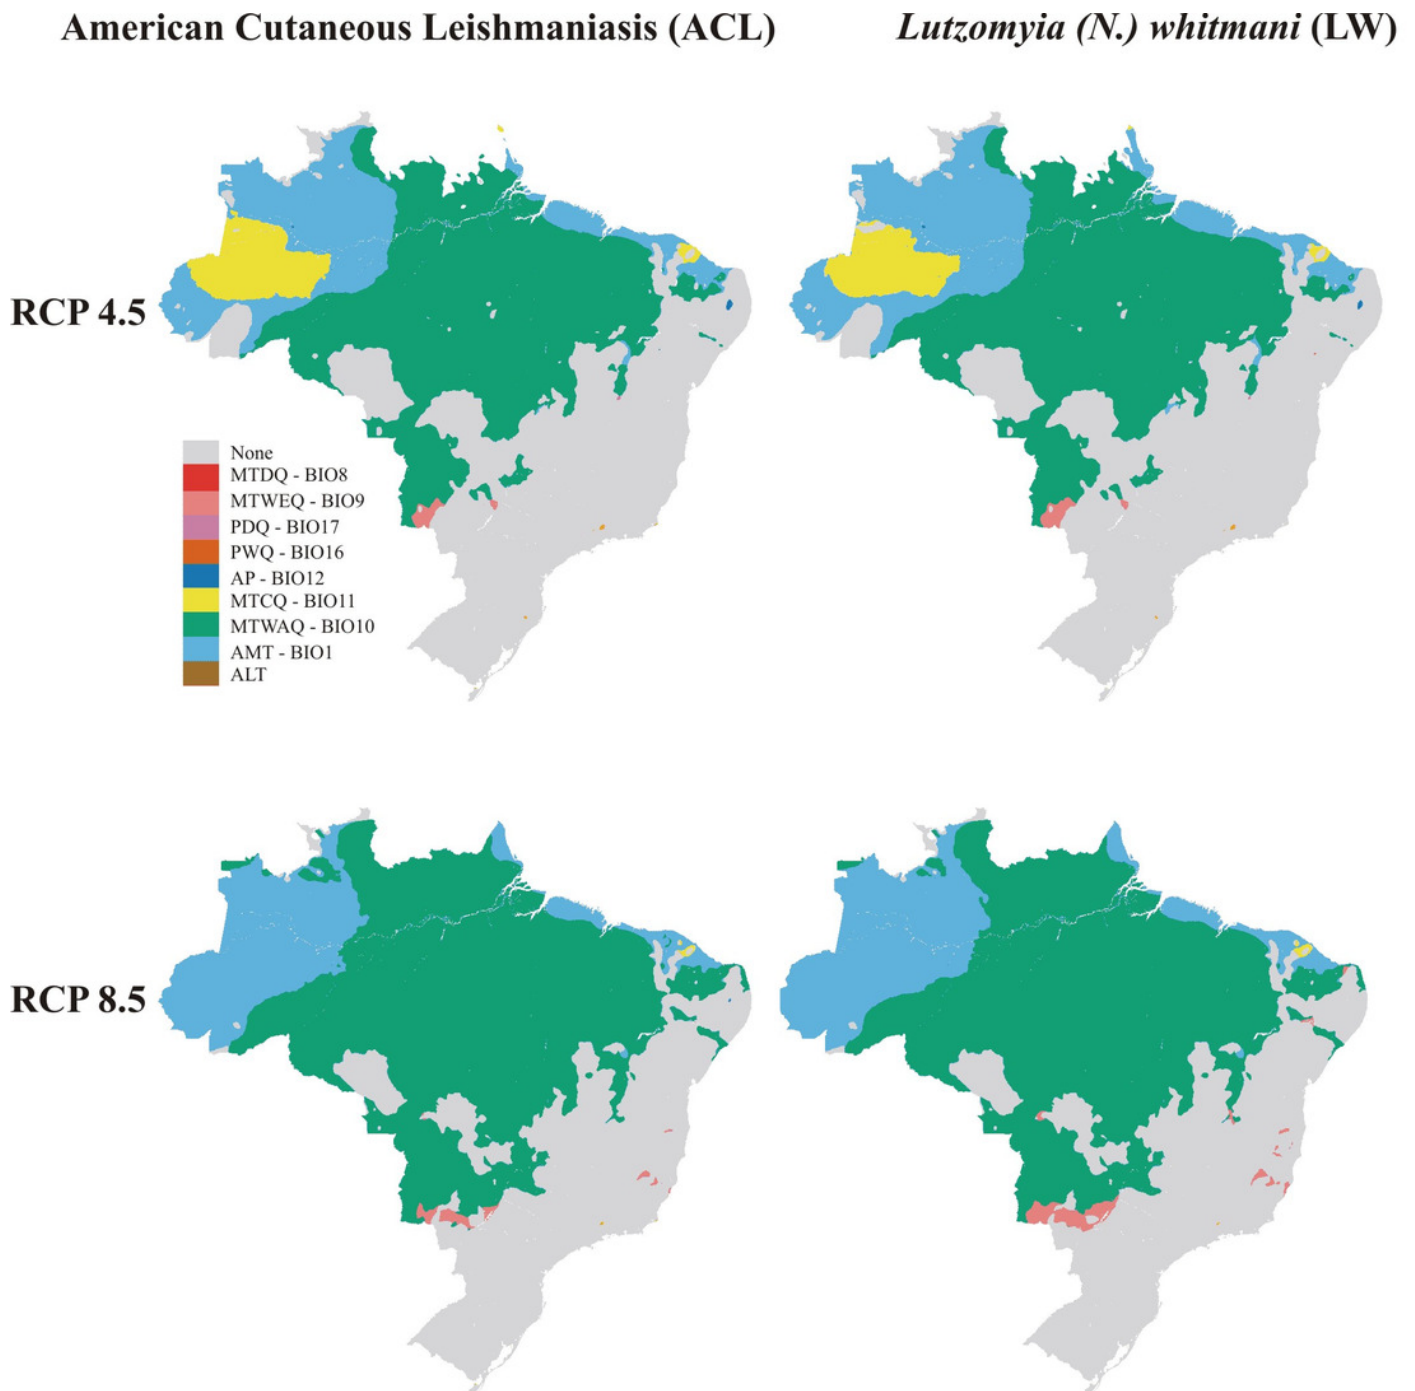 American Cutaneous Leishmaniasis (ACL)
Lutzomyia (N.) whitmani (LW)
RCP 4.5
None
MTDQ - BIO8
MTWEQ - BIO9
PDQ - BIO17
PWQ - BIO16
AP - BIO12
MTCQ - BIO11
MTWAQ - BIO10
AMT - BIO1
ALT
RCP 8.5